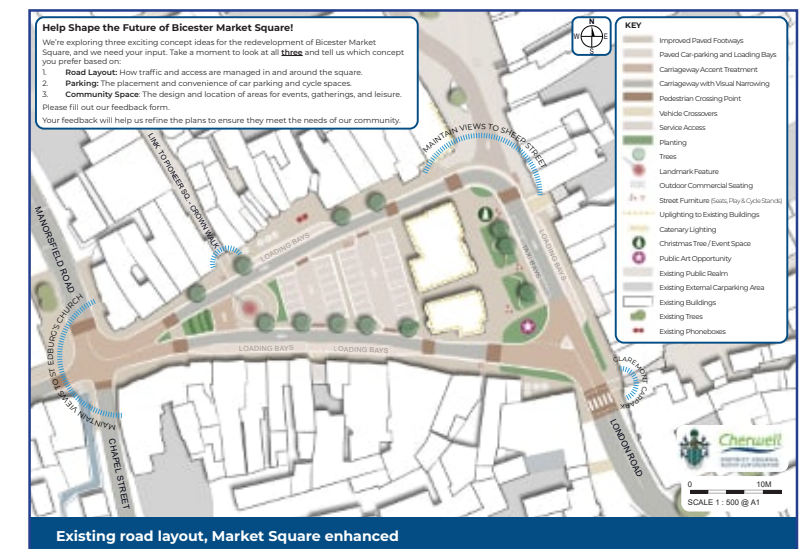 Help Shape the Future of Bicester Market Square!
We're exploring three exciting concept ideas for the redevelopment of Bicester Market
Square, and we need your input. Take a moment to look at all three and tell us which concept
you prefer based on:
1. Road Layout: How traffic and access are managed in and around the square.
2. Parking: The placement and convenience of car parking and cycle spaces.
3. Community Space: The design and location of areas for events, gatherings, and leisure.
Please fill out our feedback form.
Your feedback will help us refine the plans to ensure they meet the needs of our community.
N
W E
S
KEY
Improved Paved Footways
Paved Car-parking and Loading Bays
Carriageway Accent Treatment
Carriageway with Visual Narrowing
Pedestrian Crossing Point
Vehicle Crossovers
Service Access
Planting
Trees
Landmark Feature
Outdoor Commercial Seating
Street Furniture (Seats, Play & Cycle Stands)
Uplighting to Existing Buildings
Catenary Lighting
Christmas Tree / Event Space
Public Art Opportunity
Existing Public Realm
Existing External Carparking Area
Existing Buildings
Existing Trees
Existing Phoneboxes
MAINTAIN VIEWS TO SHEEP STREET
LINK TO PIONEER SQ. - CROWN WALK
MANORSFIELD ROAD
LOADING BAYS
LOADING BAYS
TAXI BAYS
MAINTAIN VIEWS TO ST EDBURG'S CHURCH
LOADING BAYS
LOADING BAYS
CLAREMONT CARPARK
CHAPEL STREET
LONDON ROAD
Cherwell
DISTRICT COUNCIL
NORTH OXFORDSHIRE
0 10M
SCALE 1 : 500 @ A1
Existing road layout, Market Square enhanced